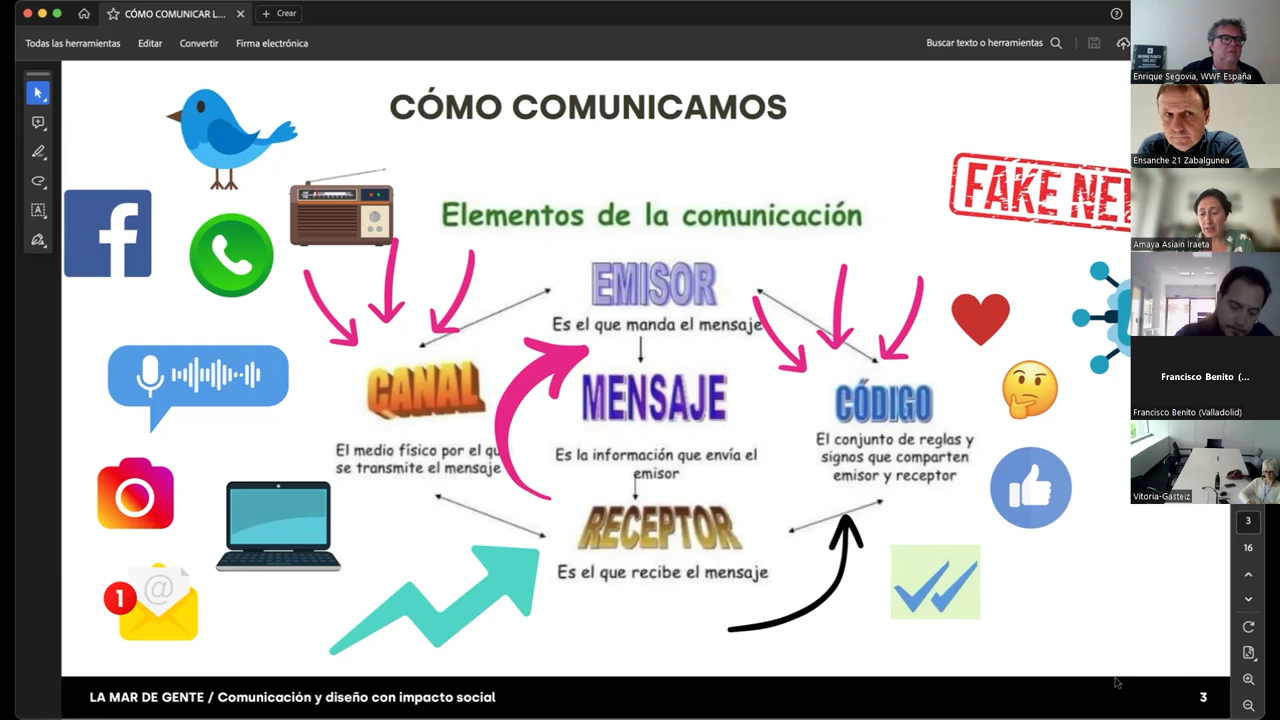 CÓMO COMUNICAR L...
Crear
Todas las herramientas
Editar
Convertir
Firma electrónica
Buscar texto o herramientas
CÓMO COMUNICAMOS
FAKE NE
Elementos de la comunicación
EMISOR
Es el que manda el mensaje
CANAL
El medio físico por el qu
se transmite el mensaje
MENSAJE
Es la información que envía el
emisor
CÓDIGO
El conjunto de reglas y
signos que comparten
emisor y receptor
RECEPTOR
Es el que recibe el mensaje
1
@
LA MAR DE GENTE / Comunicación y diseño con impacto social
3
Enrique Segovia, WWF España
Ensanche 21 Zabalgunea
Amaya Asiain Iraeta
Francisco Benito (...
Francisco Benito (Valladolid)
Vitoria-Gasteiz
3
16